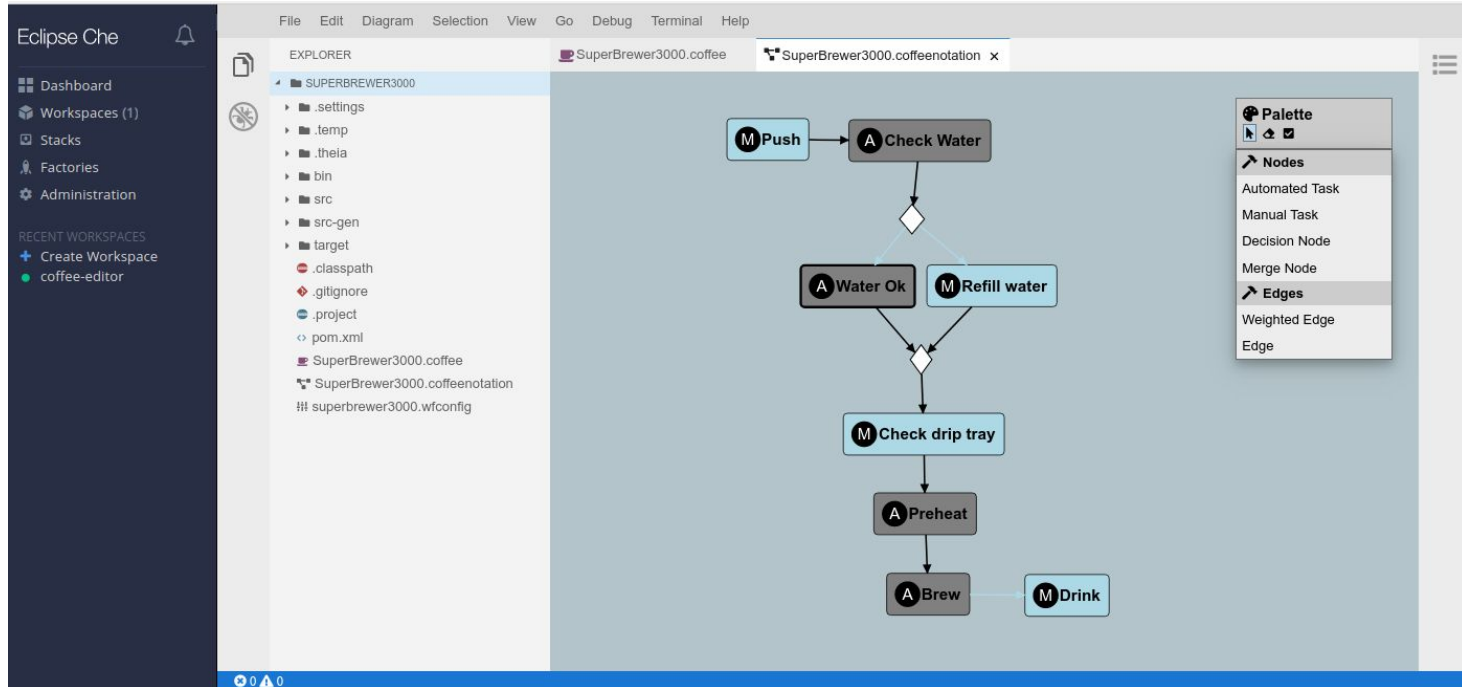 File Edit Diagram Selection View Go Debug Terminal Help
Eclipse Che
Dashboard
Workspaces (1)
Stacks
Factories
Administration
RECENT WORKSPACES
Create Workspace
coffee-editor
EXPLORER
SUPERBREWER3000
.settings
.temp
.theia
bin
src
src-gen
target
.classpath
.gitignore
.project
pom.xml
SuperBrewer3000.coffee
SuperBrewer3000.coffeenotation
superbrewer3000.wfconfig
SuperBrewer3000.coffee
SuperBrewer3000.coffeenotation ×
M Push
A Check Water
A Water Ok
M Refill water
M Check drip tray
A Preheat
A Brew
M Drink
Palette
Nodes
Automated Task
Manual Task
Decision Node
Merge Node
Edges
Weighted Edge
Edge
0 0